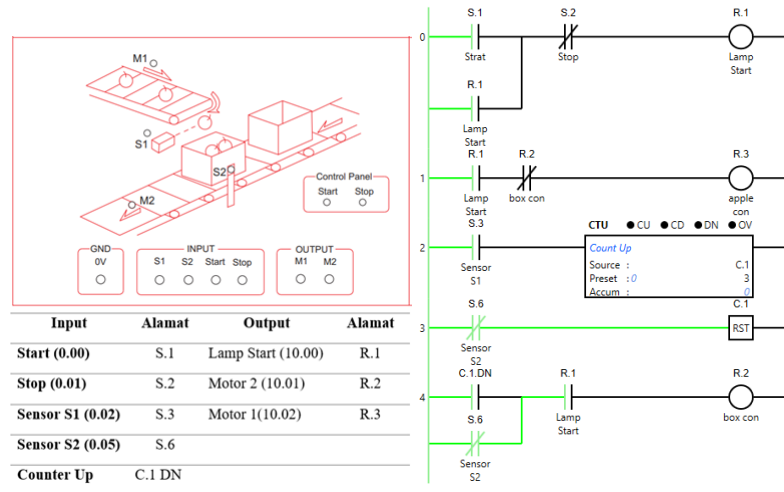 M1
S1
S2
M2
Control Panel
Start Stop
GND
0V
INPUT
S1 S2 Start Stop
OUTPUT
M1 M2
Input Alamat Output Alamat
Start (0.00) S.1 Lamp Start (10.00) R.1
Stop (0.01) S.2 Motor 2 (10.01) R.2
Sensor S1 (0.02) S.3 Motor 1(10.02) R.3
Sensor S2 (0.05) S.6
Counter Up C.1 DN
S.1 S.2 R.1
0
Strat Stop Lamp
Start
R.1
Lamp
Start
R.1 R.2 R.3
1
Lamp
Start
box con
apple
con
S.3
CTU CU CD DN OV
2
Count Up
Sensor
S1
Source : C.1
Preset :0 3
Accum : 0
S.6 C.1
3
RST
Sensor
S2
C.1.DN R.1 R.2
4
Lamp
Start
box con
S.6
Sensor
S2